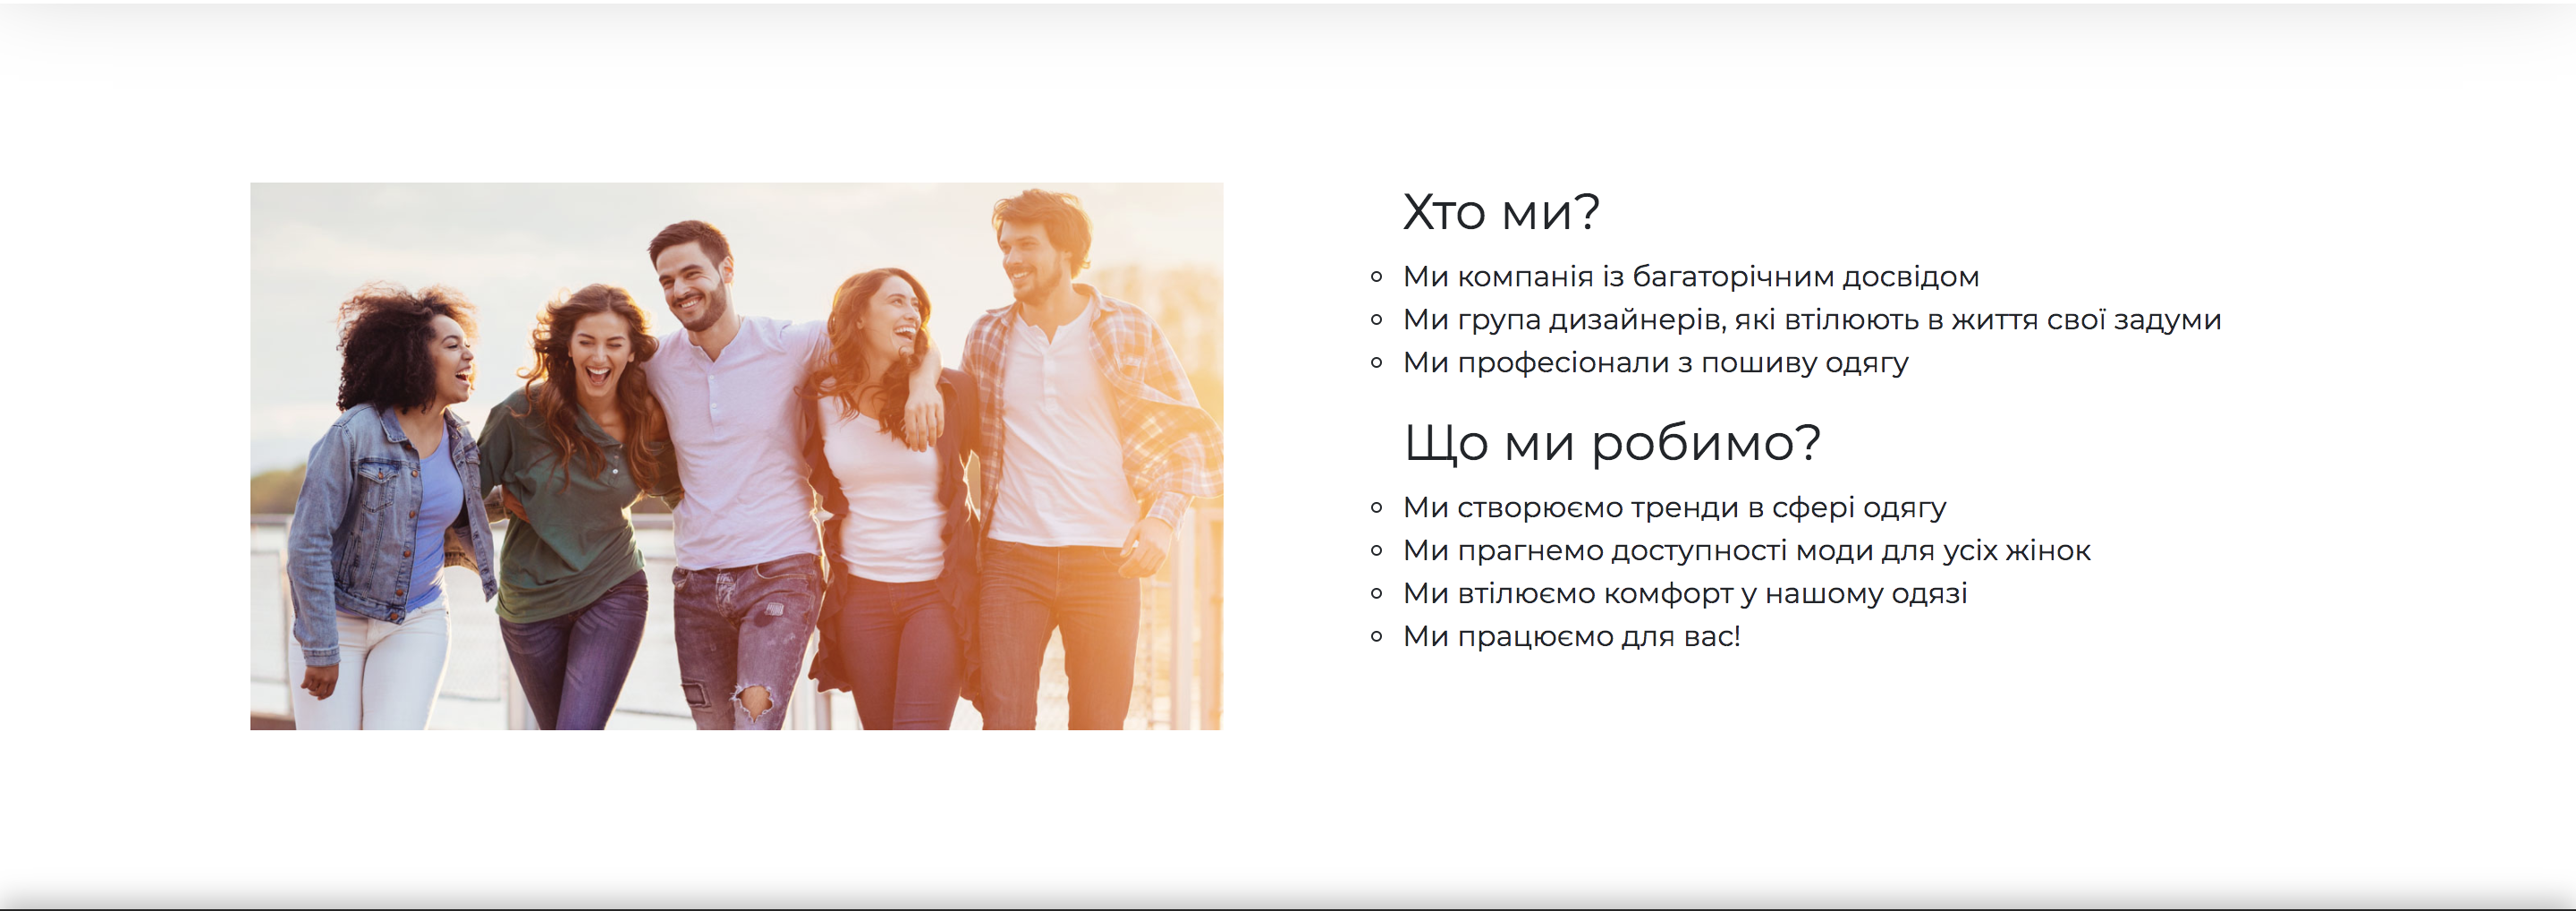 Хто ми?
Ми компанія із багаторічним досвідом
Ми група дизайнерів, які втілюють в життя свої задуми
Ми професіонали з пошиву одягу
Що ми робимо?
Ми створюємо тренди в сфері одягу
Ми прагнемо доступності моди для усіх жінок
Ми втілюємо комфорт у нашому одязі
Ми працюємо для вас!